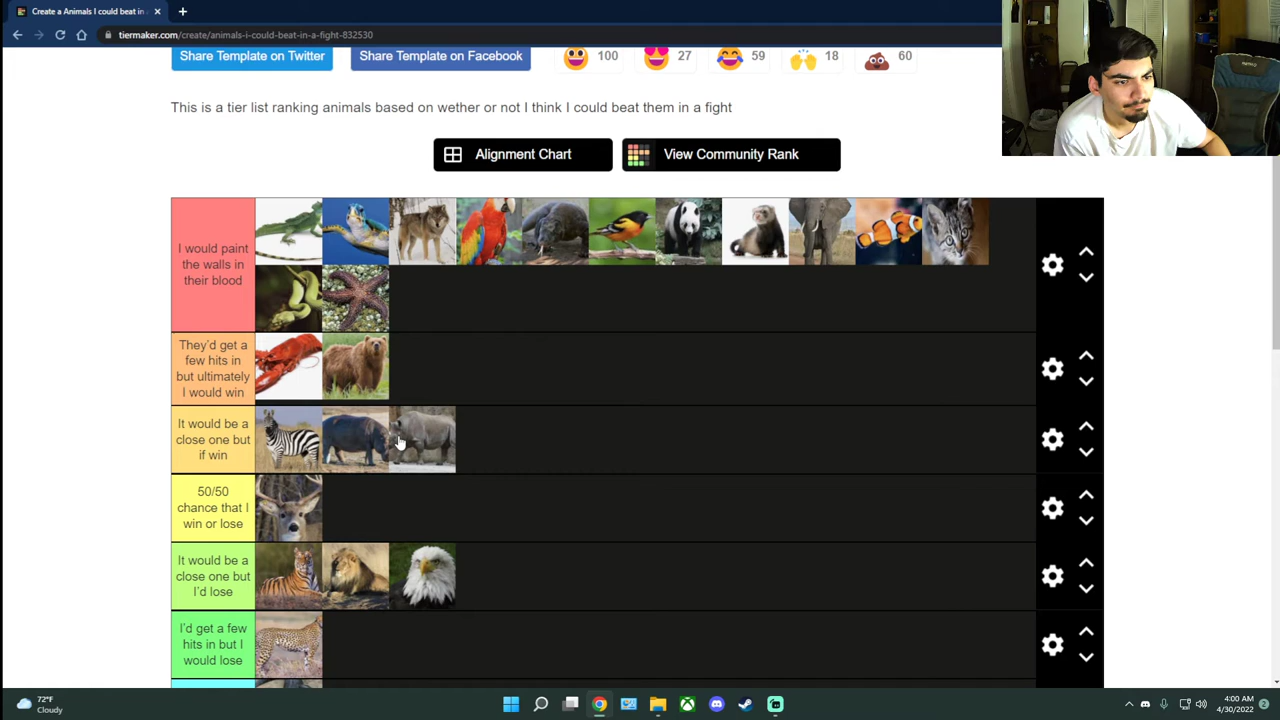 Create a Animals I could beat in
tiermaker.com/create/animals-i-could-beat-in-a-fight-832530
Share Template on Twitter
Share Template on Facebook
100
27
59
18
60
This is a tier list ranking animals based on wether or not I think I could beat them in a fight
Alignment Chart
View Community Rank
I would paint
the walls in
their blood
They'd get a
few hits in
but ultimately
I would win
It would be a
close one but
if win
50/50
chance that I
win or lose
It would be a
close one but
I'd lose
I'd get a few
hits in but I
would lose
72°F
Cloudy
4:00 AM
4/30/2022